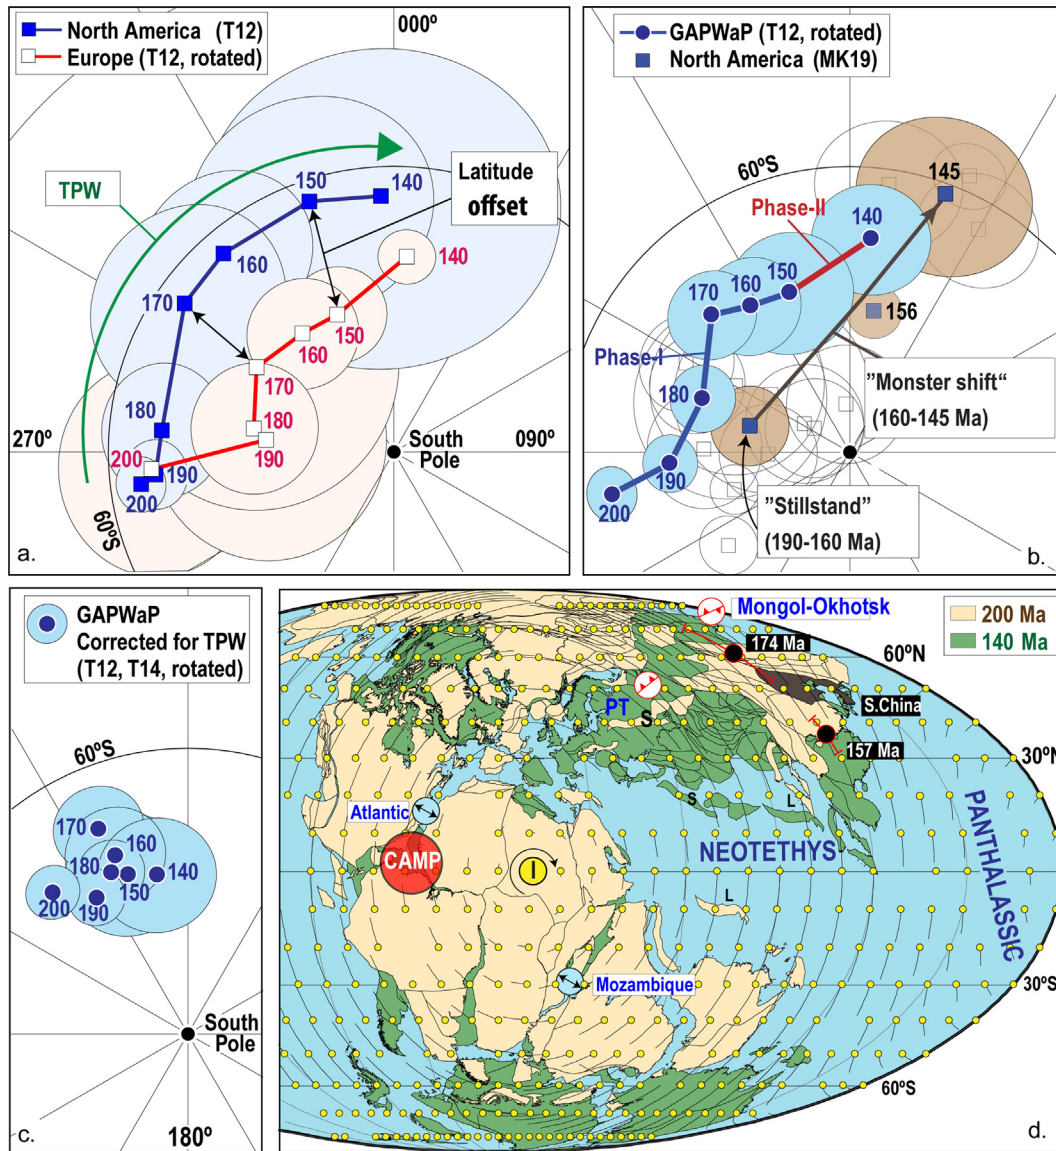 North America (T12)
Europe (T12, rotated)
000º
TPW
150
140
Latitude
offset
160
140
170
150
160
170
180
180
270º
200
190
190
200
South
Pole
090º
60ºS
a.
GAPWaP (T12, rotated)
North America (MK19)
60ºS
145
Phase-II
140
150
160
170
156
Phase-I
180
"Monster shift"
(160-145 Ma)
190
200
"Stillstand"
(190-160 Ma)
b.
GAPWaP
Corrected for TPW
(T12, T14, rotated)
60ºS
170
160
180
140
150
200
190
South
Pole
180º
c.
Mongol-Okhotsk
200 Ma
140 Ma
174 Ma
60ºN
S.China
PT
S
157 Ma
30ºN
Atlantic
S
L
CAMP
I
NEOTETHYS
PANTHALASSIC
L
Mozambique
30ºS
60ºS
d.